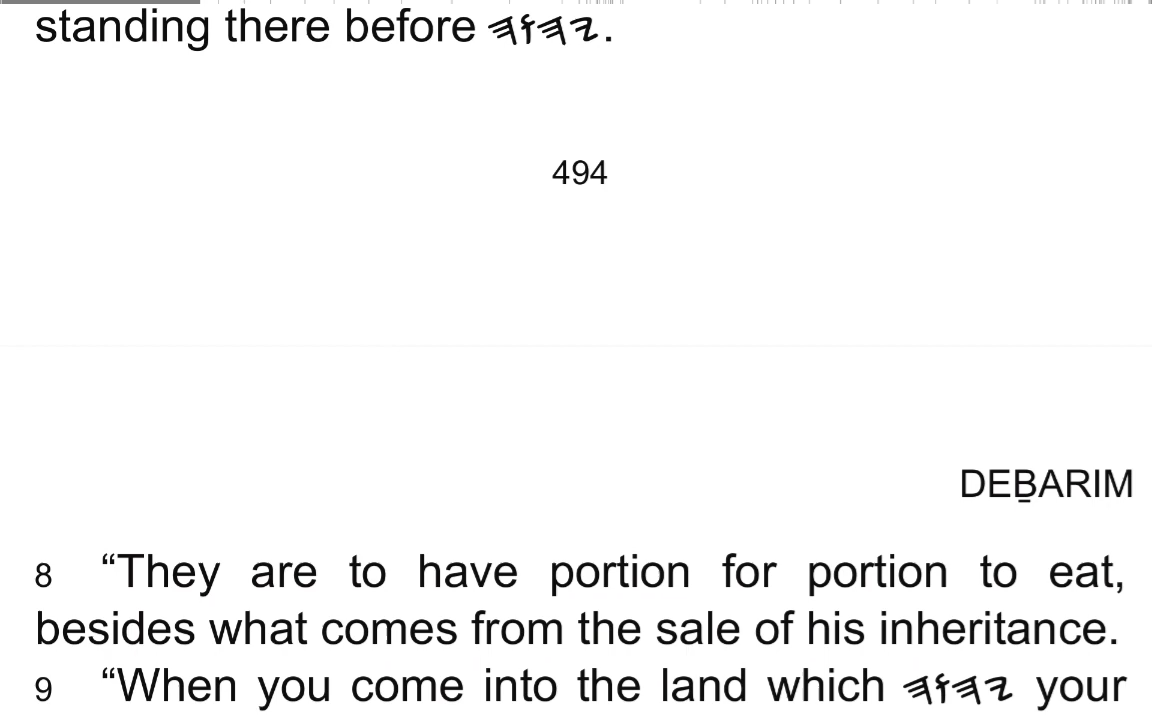 standing there before 𐤉𐤄𐤅𐤄.
494
DEḆARIM
8 “They are to have portion for portion to eat,
besides what comes from the sale of his inheritance.
9 “When you come into the land which 𐤉𐤄𐤅𐤄 your